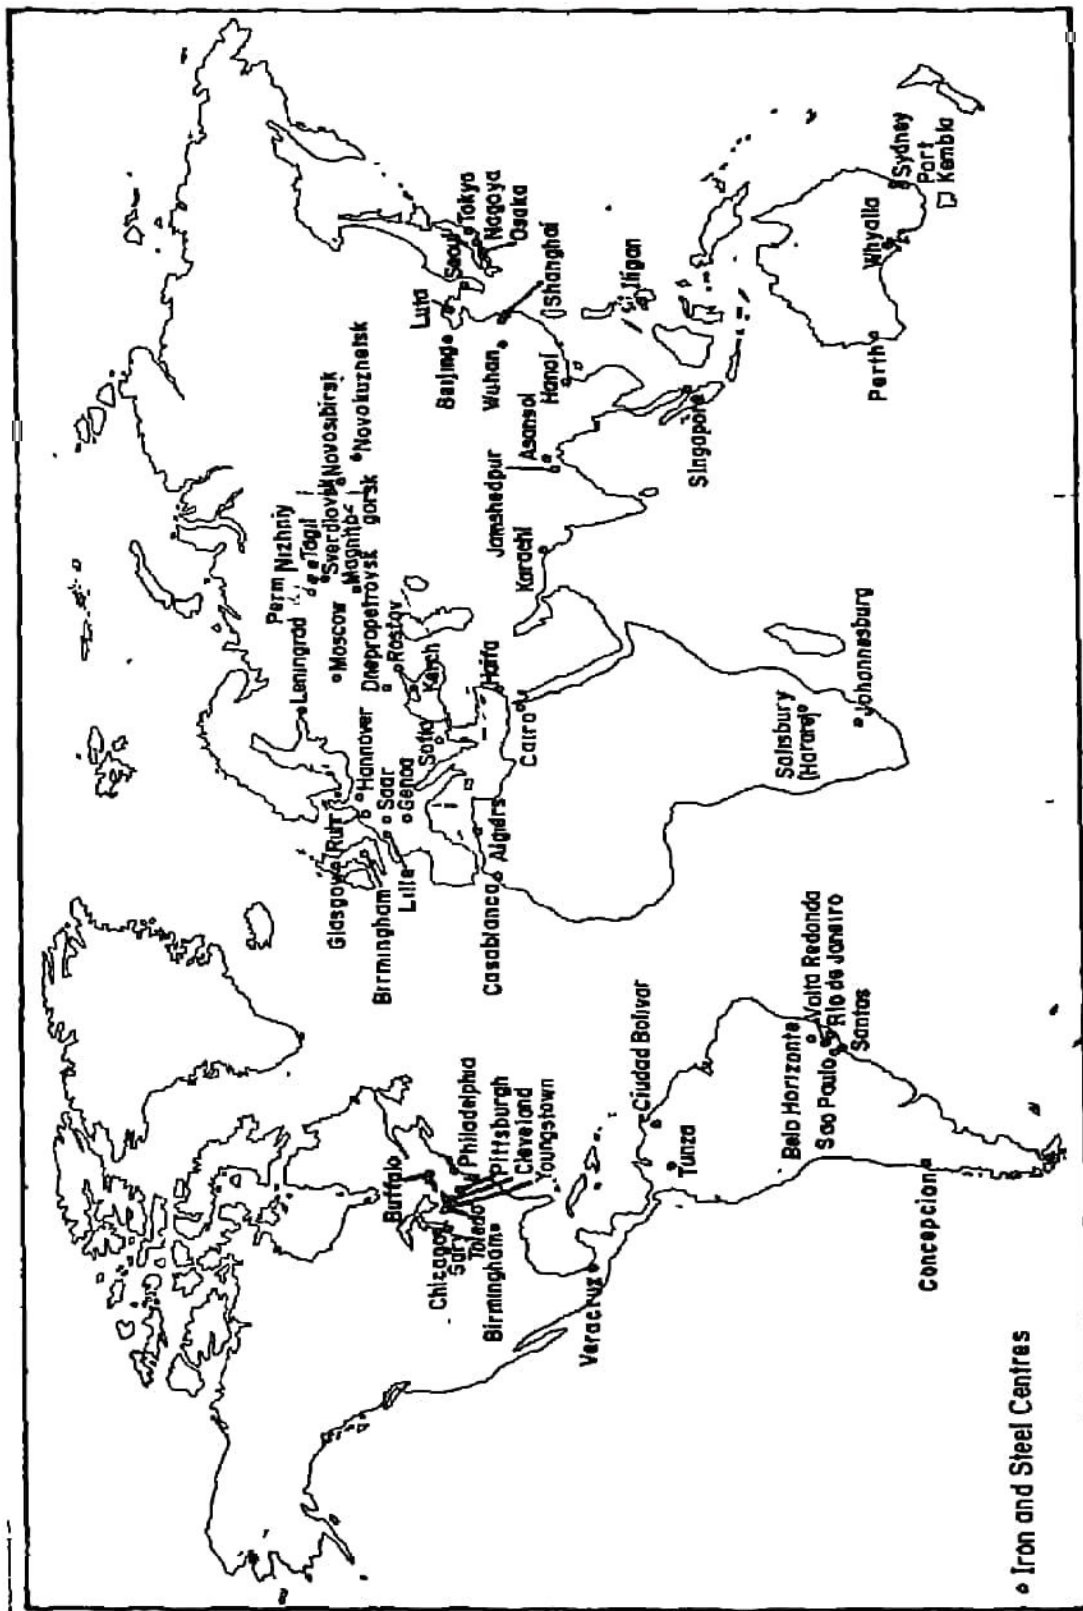 Buffalo
Chicago
Gary
Toledo
Birmingham
Philadelphia
Pittsburgh
Cleveland
Youngstown
Veracruz
Ciudad Bolivar
Tunza
Belo Horizonte
Sao Paulo
Volta Redonda
Rio de Janeiro
Santos
Concepcion
Glasgow
Ruhr
Birmingham
Lille
Hannover
Saar
Genoa
Sofia
Casablanca
Algiers
Cairo
Haifa
Leningrad
Moscow
Dnepropetrovsk
Rostov
Kerch
Perm
Nizhniy
Tagil
Sverdlovsk
Magnito-
gorsk
Novosibirsk
Novokuznetsk
Karachi
Jamshedpur
Asansol
Beijing
Luta
Seoul
Tokyo
Nagoya
Osaka
Wuhan
Shanghai
Hanoi
Iligan
Singapore
Salisbury
(Harare)
Johannesburg
Perth
Whyalla
Sydney
Port
Kembla
Iron and Steel Centres